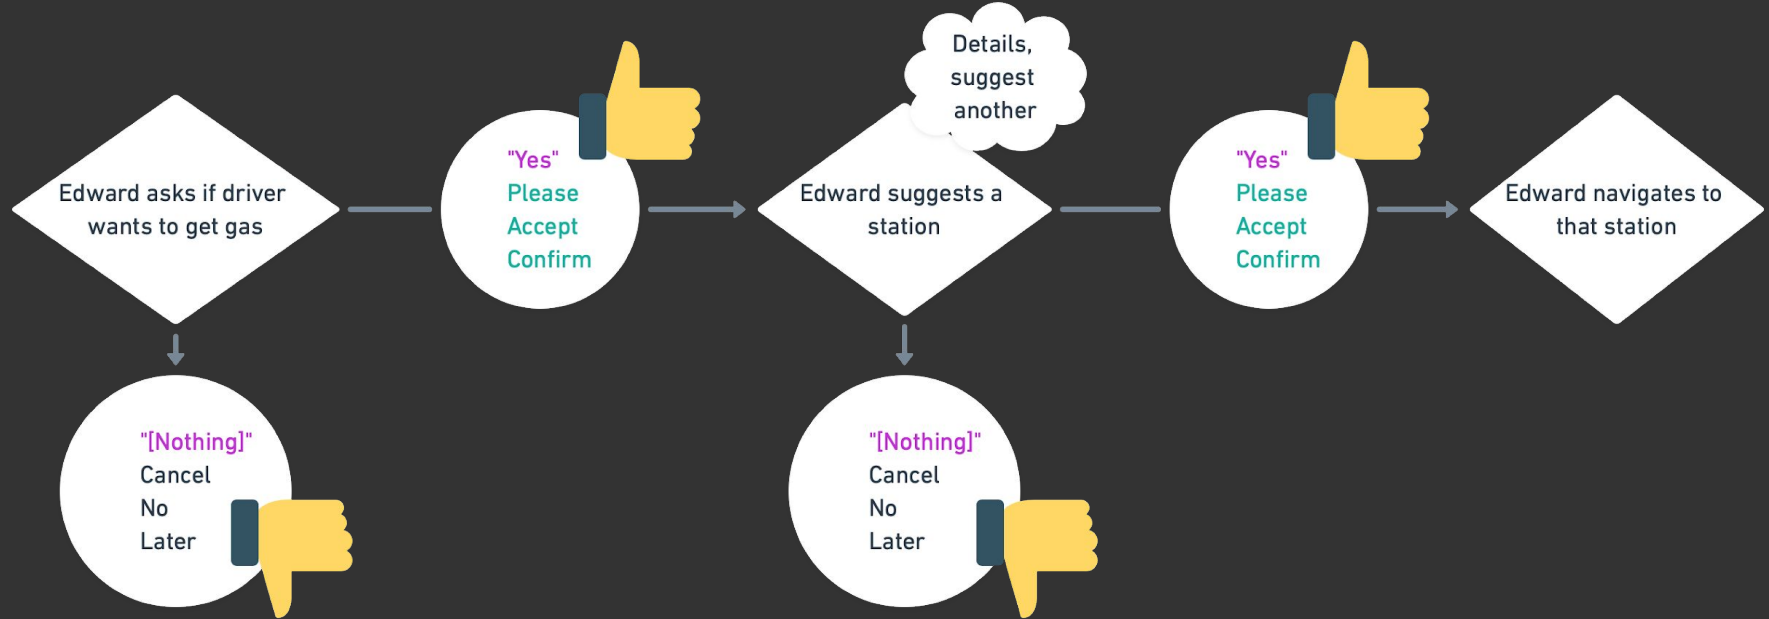 Edward asks if driver
wants to get gas
"Yes"
Please
Accept
Confirm
Details,
suggest
another
Edward suggests a
station
"Yes"
Please
Accept
Confirm
Edward navigates to
that station
"[Nothing]"
Cancel
No
Later
"[Nothing]"
Cancel
No
Later